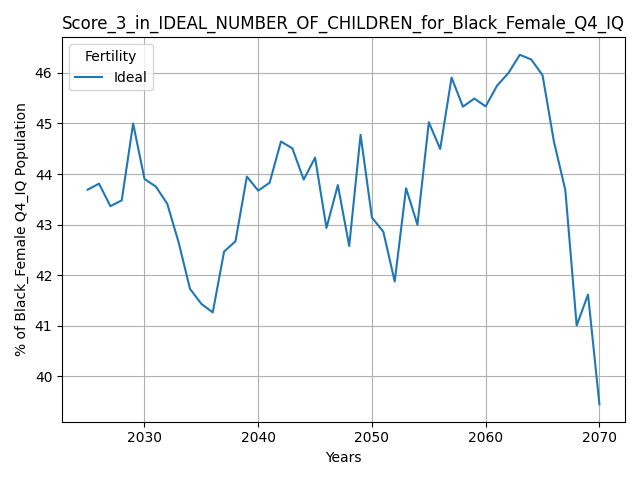 Score_3_in_IDEAL_NUMBER_OF_CHILDREN_for_Black_Female_Q4_IQ
Fertility
Ideal
% of Black_Female Q4_IQ Population
46
45
44
43
42
41
40
2030 2040 2050 2060 2070
Years